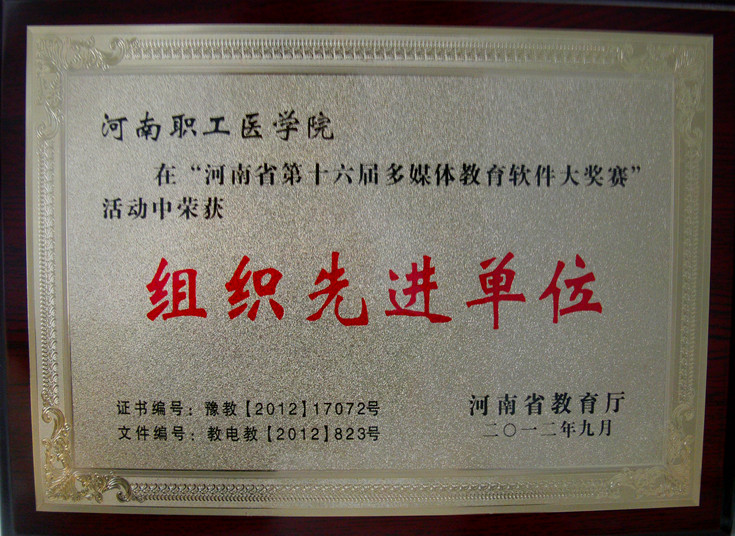 河南职工医学院
在“河南省第十六届多媒体教育软件大奖赛”
活动中荣获
组织先进单位
证书编号：豫教【2012】17072号
文件编号：教电教【2012】823号
河南省教育厅
二〇一二年九月